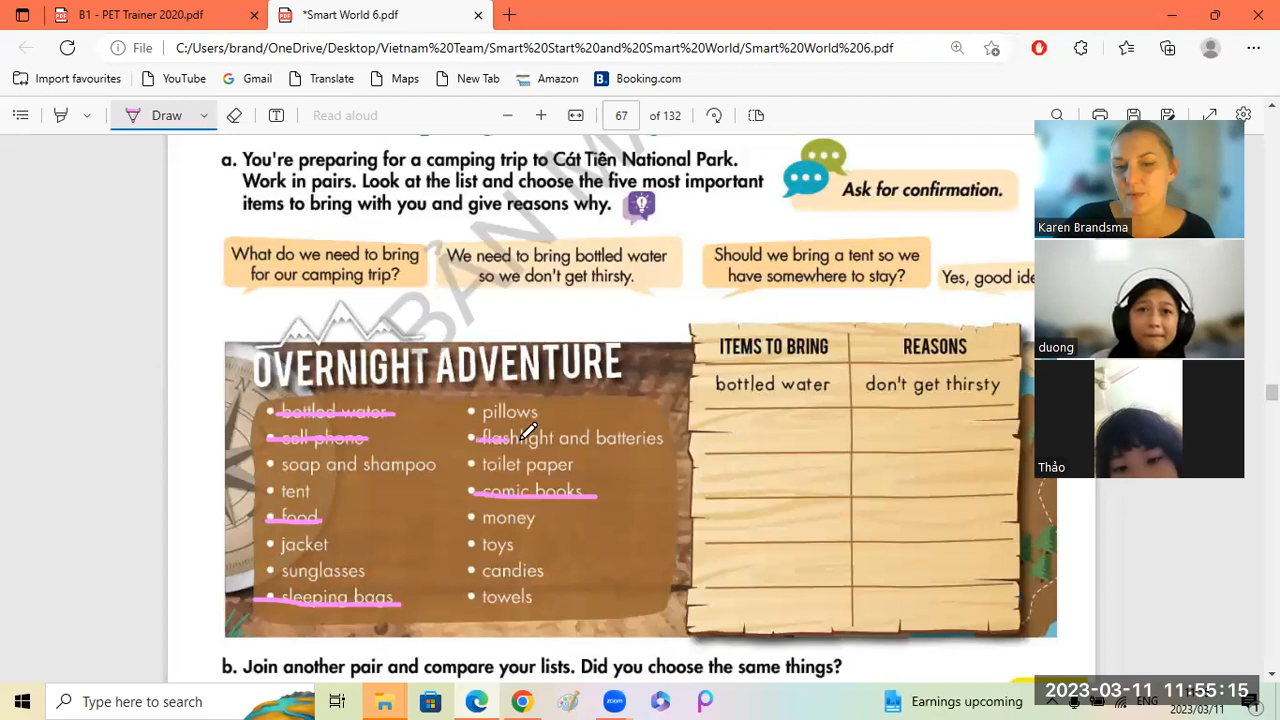 B1 - PET Trainer 2020.pdf
*Smart World 6.pdf
File
C:/Users/brand/OneDrive/Desktop/Vietnam%20Team/Smart%20Start%20and%20Smart%20World/Smart%20World%206.pdf
Import favourites
YouTube
Gmail
Translate
Maps
New Tab
Amazon
Booking.com
Draw
Read aloud
67
of 132
a. You're preparing for a camping trip to Cát Tiên National Park.
Work in pairs. Look at the list and choose the five most important
items to bring with you and give reasons why.
Ask for confirmation.
What do we need to bring
for our camping trip?
We need to bring bottled water
so we don't get thirsty.
Should we bring a tent so we
have somewhere to stay?
Yes, good ide
BẢN M
OVERNIGHT ADVENTURE
• bottled water
• cell phone
• soap and shampoo
• tent
• food
• jacket
• sunglasses
• sleeping bags
• pillows
• flashlight and batteries
• toilet paper
• comic books
• money
• toys
• candies
• towels
ITEMS TO BRING
REASONS
bottled water
don't get thirsty
b. Join another pair and compare your lists. Did you choose the same things?
Karen Brandsma
duong
Thảo
Type here to search
zoom
Earnings upcoming
ENG
2023-03-11 11:55:15
2023/03/11